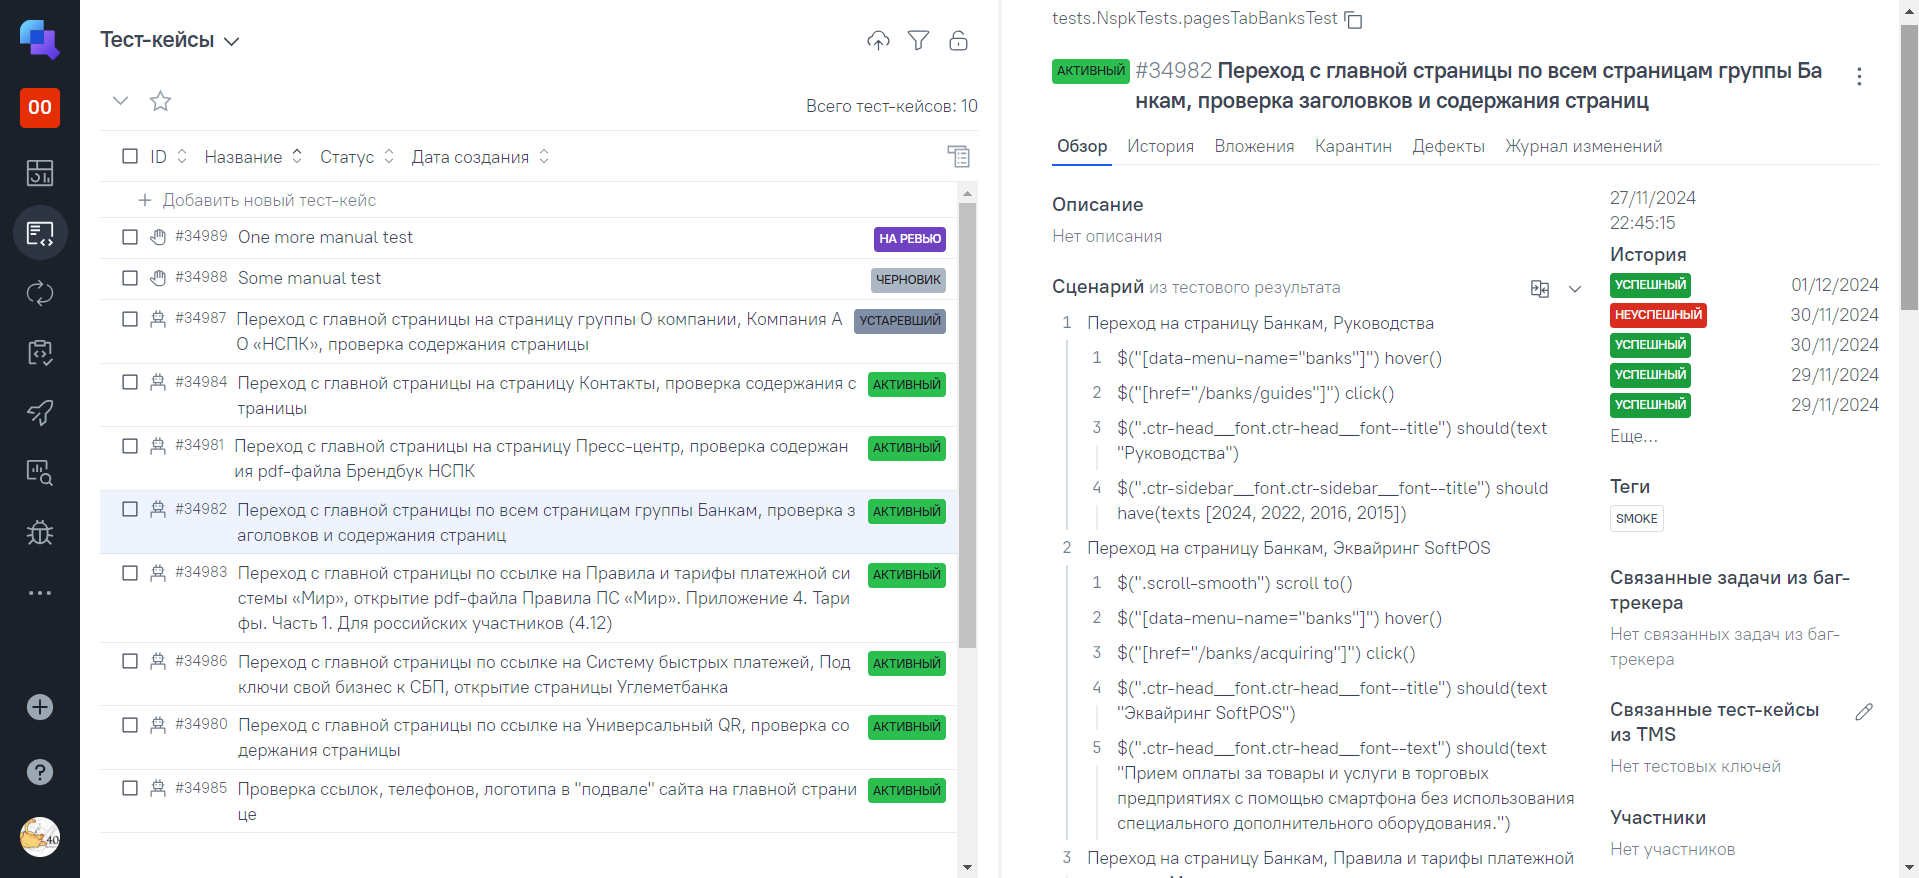 00
?
40
Тест-кейсы
Всего тест-кейсов: 10
ID Название Статус Дата создания
+ Добавить новый тест-кейс
#34989 One more manual test НА РЕВЬЮ
#34988 Some manual test ЧЕРНОВИК
#34987 Переход с главной страницы на страницу группы О компании, Компания А УСТАРЕВШИЙ
О «НСПК», проверка содержания страницы
#34984 Переход с главной страницы на страницу Контакты, проверка содержания с АКТИВНЫЙ
траницы
#34981 Переход с главной страницы на страницу Пресс-центр, проверка содержан АКТИВНЫЙ
ия pdf-файла Брендбук НСПК
#34982 Переход с главной страницы по всем страницам группы Банкам, проверка з АКТИВНЫЙ
аголовков и содержания страниц
#34983 Переход с главной страницы по ссылке на Правила и тарифы платежной си АКТИВНЫЙ
стемы «Мир», открытие pdf-файла Правила ПС «Мир». Приложение 4. Тари
фы. Часть 1. Для российских участников (4.12)
#34986 Переход с главной страницы по ссылке на Систему быстрых платежей, Под АКТИВНЫЙ
ключи свой бизнес к СБП, открытие страницы Углеметбанка
#34980 Переход с главной страницы по ссылке на Универсальный QR, проверка со АКТИВНЫЙ
держания страницы
#34985 Проверка ссылок, телефонов, логотипа в "подвале" сайта на главной страни АКТИВНЫЙ
це
tests.NspkTests.pagesTabBanksTest
АКТИВНЫЙ #34982 Переход с главной страницы по всем страницам группы Ба
нкам, проверка заголовков и содержания страниц
Обзор История Вложения Карантин Дефекты Журнал изменений
Описание
Нет описания
Сценарий из тестового результата
1 Переход на страницу Банкам, Руководства
1 $("[data-menu-name="banks"]") hover()
2 $("[href="/banks/guides"]") click()
3 $(".ctr-head__font.ctr-head__font--title") should(text
"Руководства")
4 $(".ctr-sidebar__font.ctr-sidebar__font--title") should
have(texts [2024, 2022, 2016, 2015])
2 Переход на страницу Банкам, Эквайринг SoftPOS
1 $(".scroll-smooth") scroll to()
2 $("[data-menu-name="banks"]") hover()
3 $("[href="/banks/acquiring"]") click()
4 $(".ctr-head__font.ctr-head__font--title") should(text
"Эквайринг SoftPOS")
5 $(".ctr-head__font.ctr-head__font--text") should(text
"Прием оплаты за товары и услуги в торговых
предприятиях с помощью смартфона без использования
специального дополнительного оборудования.")
3 Переход на страницу Банкам, Правила и тарифы платежной
27/11/2024
22:45:15
История
УСПЕШНЫЙ 01/12/2024
НЕУСПЕШНЫЙ 30/11/2024
УСПЕШНЫЙ 30/11/2024
УСПЕШНЫЙ 29/11/2024
УСПЕШНЫЙ 29/11/2024
Еще...
Теги
SMOKE
Связанные задачи из баг-
трекера
Нет связанных задач из баг-
трекера
Связанные тест-кейсы
из TMS
Нет тестовых ключей
Участники
Нет участников